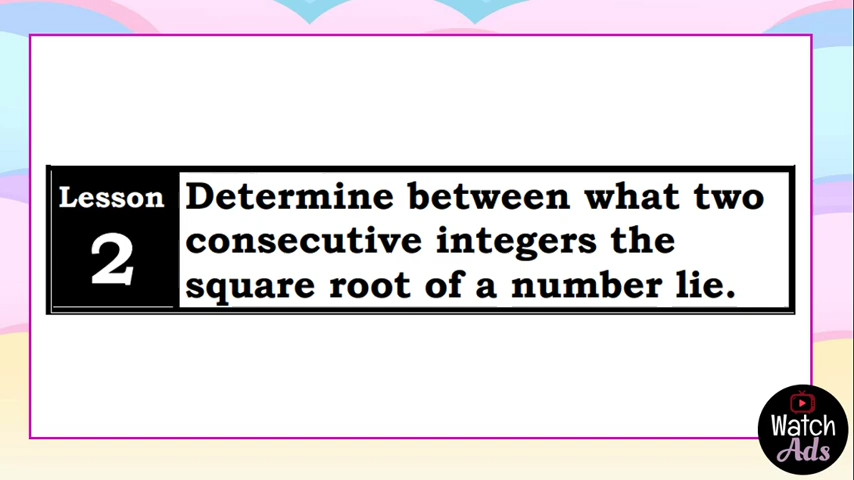 Lesson
2
Determine between what two
consecutive integers the
square root of a number lie.
Watch
Ads